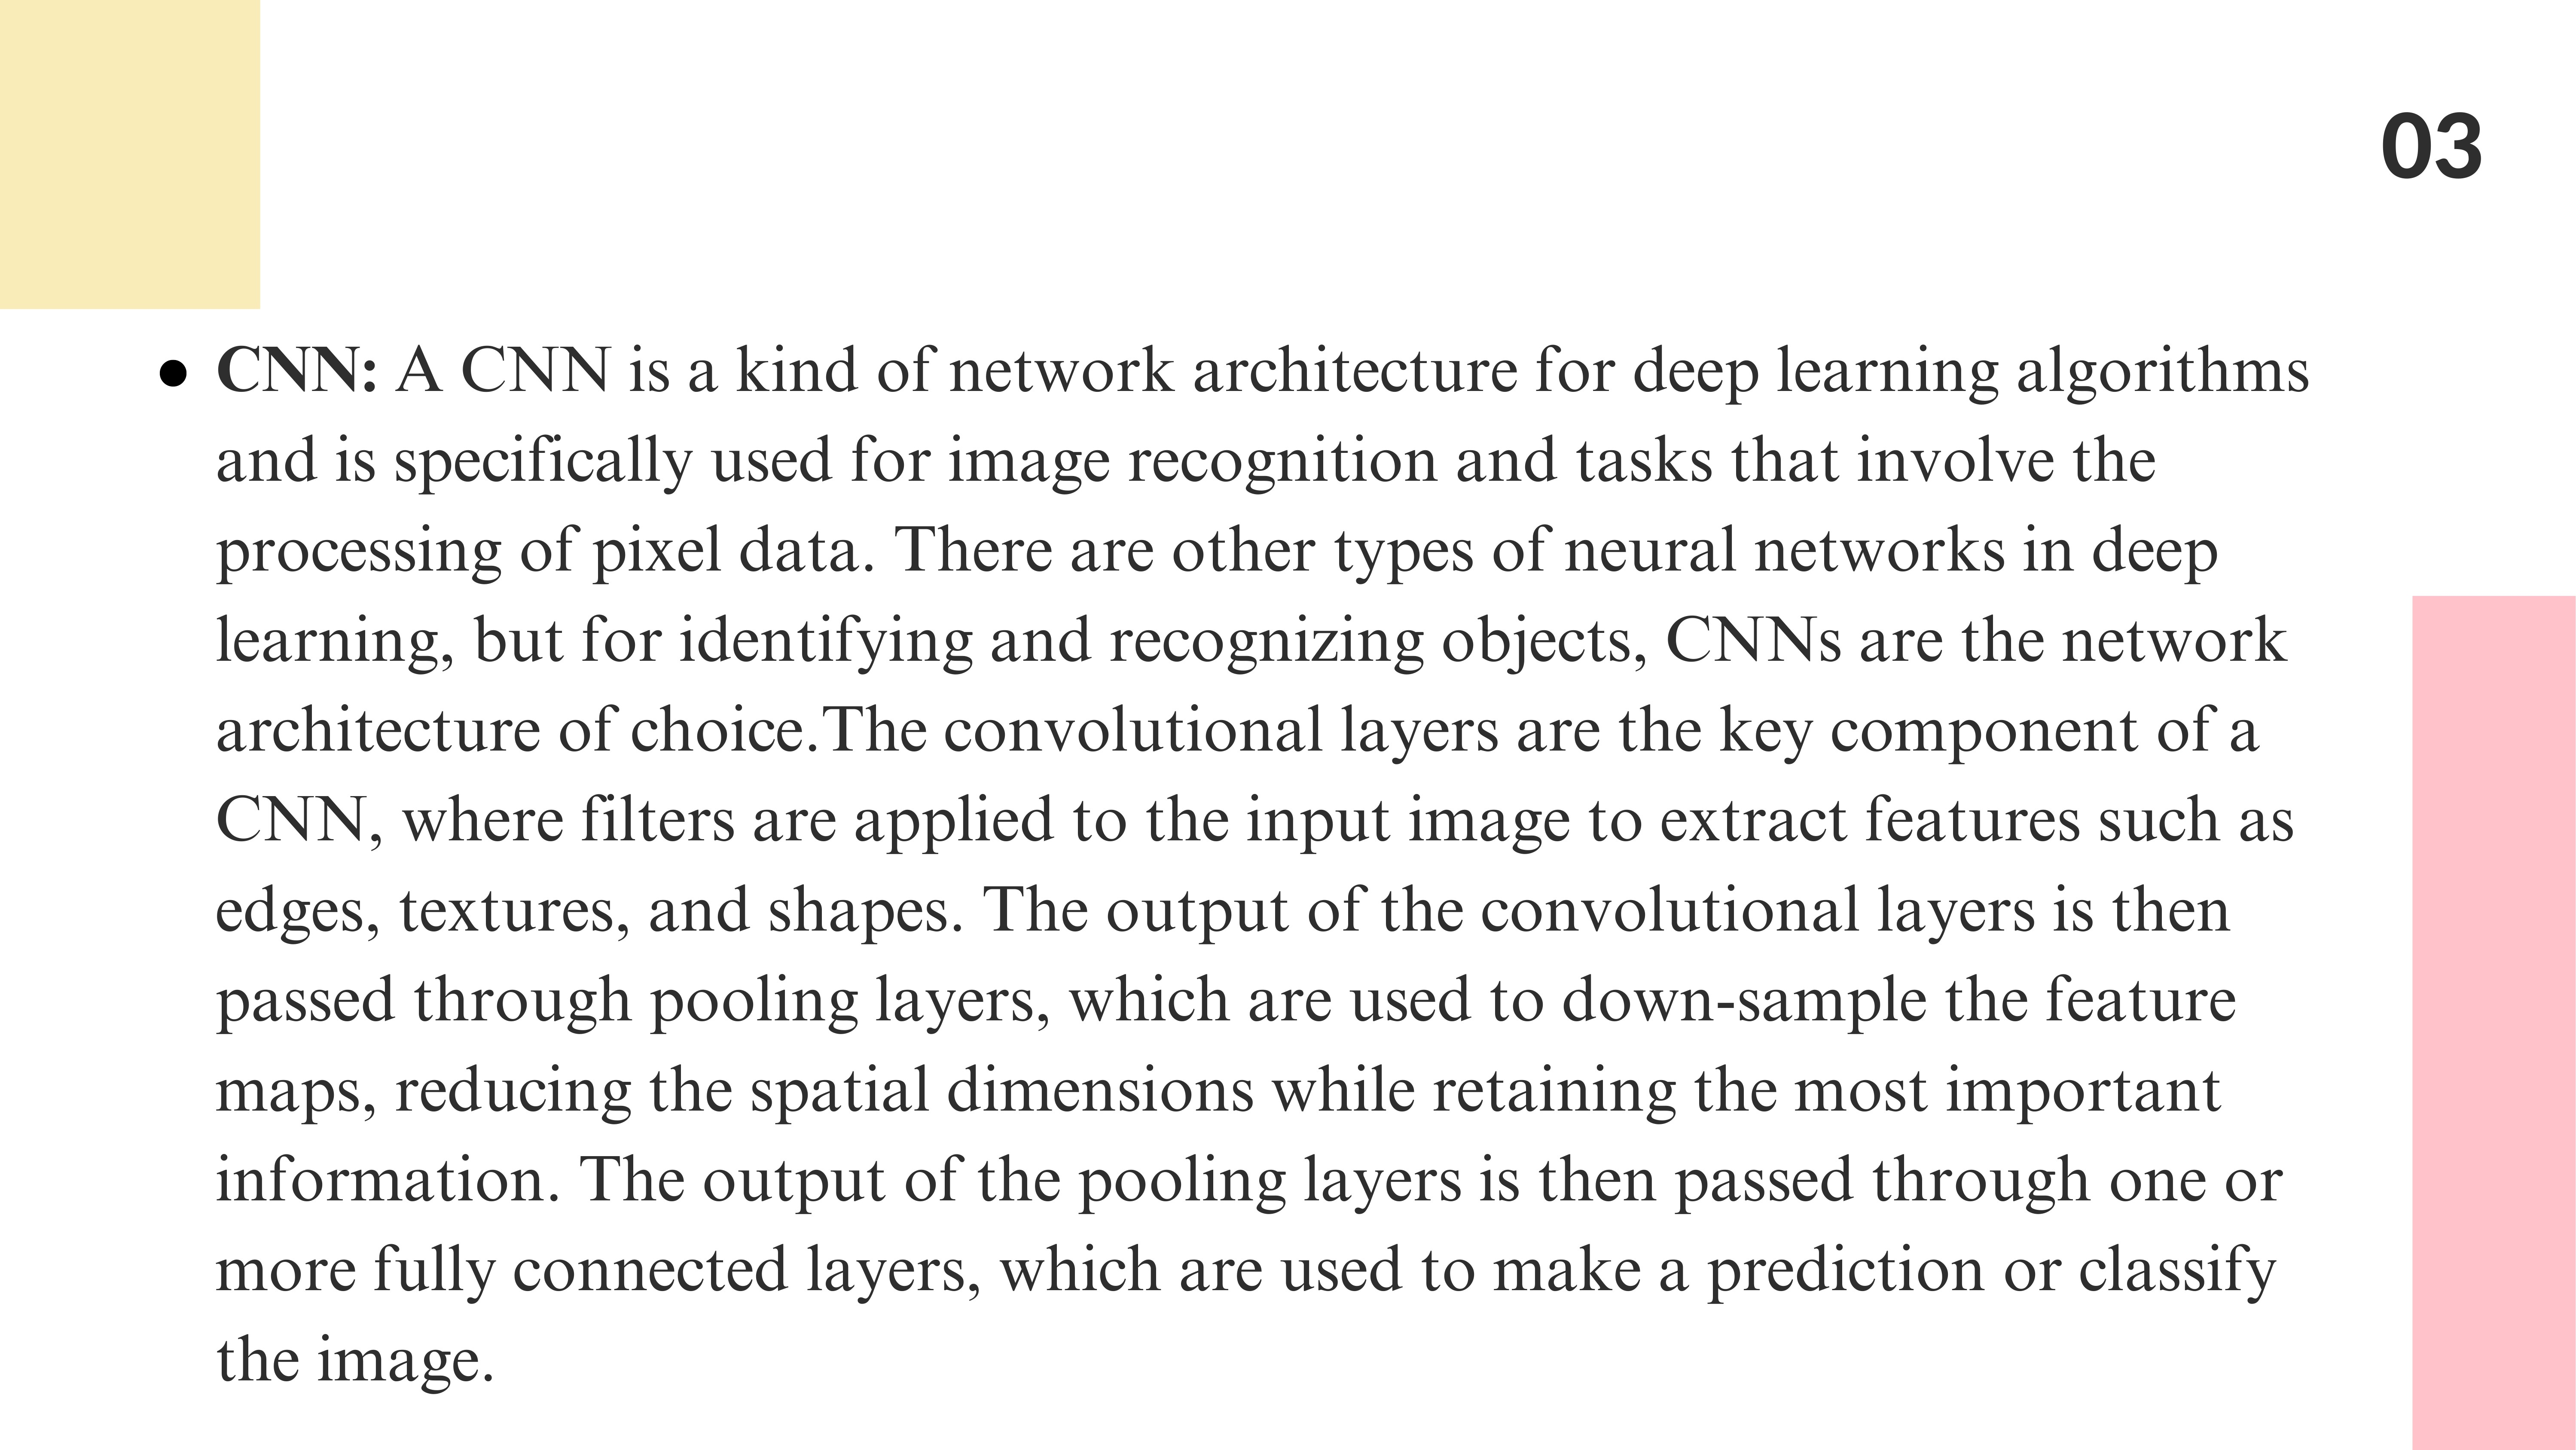 03
• CNN: A CNN is a kind of network architecture for deep learning algorithms
and is specifically used for image recognition and tasks that involve the
processing of pixel data. There are other types of neural networks in deep
learning, but for identifying and recognizing objects, CNNs are the network
architecture of choice.The convolutional layers are the key component of a
CNN, where filters are applied to the input image to extract features such as
edges, textures, and shapes. The output of the convolutional layers is then
passed through pooling layers, which are used to down-sample the feature
maps, reducing the spatial dimensions while retaining the most important
information. The output of the pooling layers is then passed through one or
more fully connected layers, which are used to make a prediction or classify
the image.